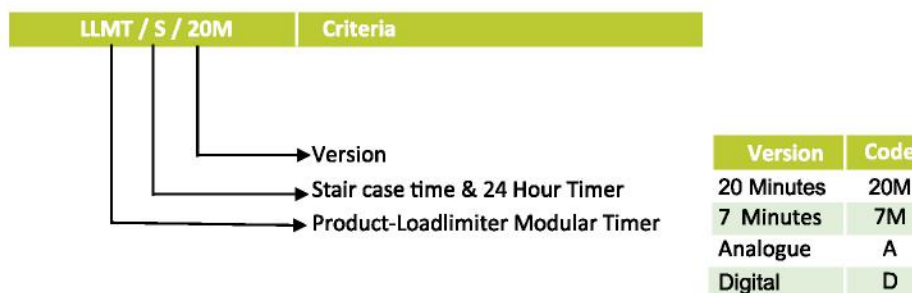 LLMT / S / 20M Criteria
Version
Stair case time & 24 Hour Timer
Product-Loadlimiter Modular Timer
Version Code
20 Minutes 20M
7 Minutes 7M
Analogue A
Digital D